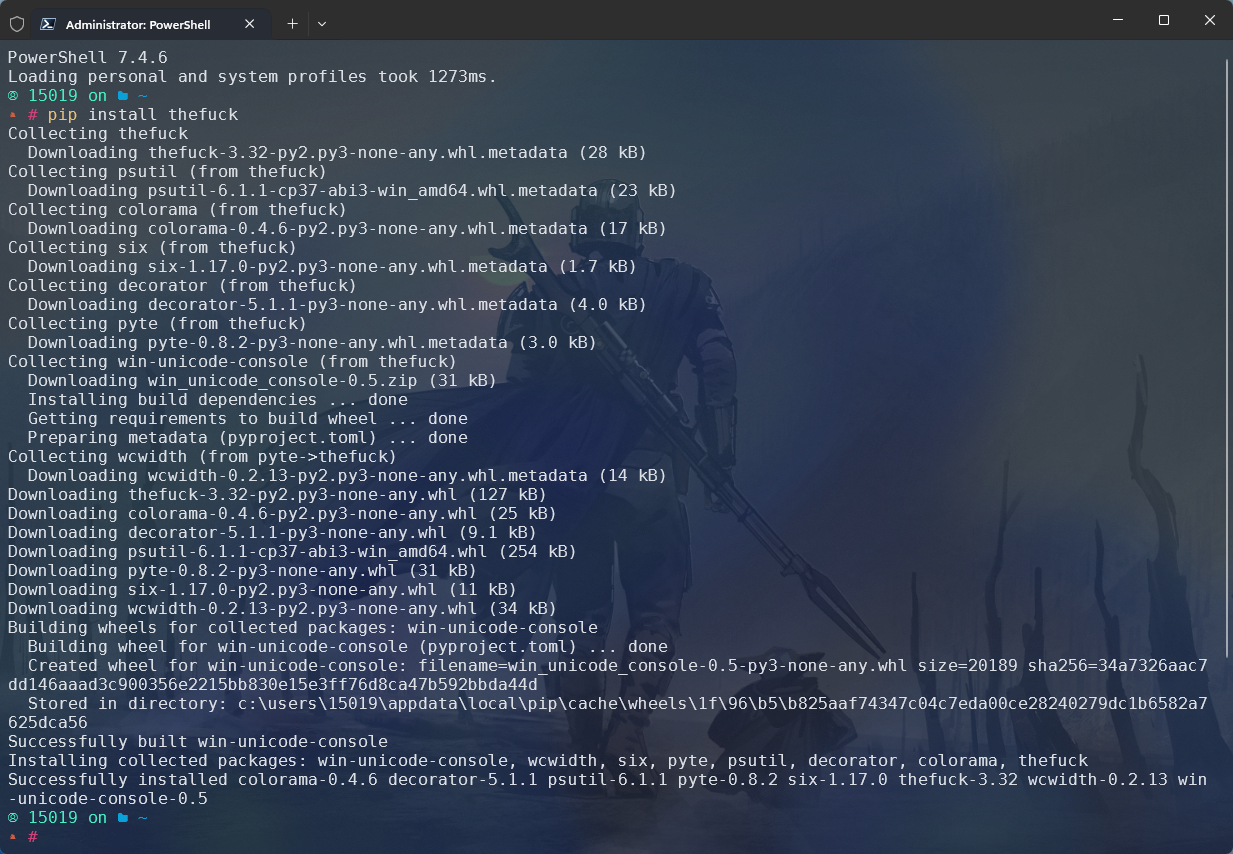 Administrator: PowerShell
PowerShell 7.4.6
Loading personal and system profiles took 1273ms.
15019 on ~
# pip install thefuck
Collecting thefuck
  Downloading thefuck-3.32-py2.py3-none-any.whl.metadata (28 kB)
Collecting psutil (from thefuck)
  Downloading psutil-6.1.1-cp37-abi3-win_amd64.whl.metadata (23 kB)
Collecting colorama (from thefuck)
  Downloading colorama-0.4.6-py2.py3-none-any.whl.metadata (17 kB)
Collecting six (from thefuck)
  Downloading six-1.17.0-py2.py3-none-any.whl.metadata (1.7 kB)
Collecting decorator (from thefuck)
  Downloading decorator-5.1.1-py3-none-any.whl.metadata (4.0 kB)
Collecting pyte (from thefuck)
  Downloading pyte-0.8.2-py3-none-any.whl.metadata (3.0 kB)
Collecting win-unicode-console (from thefuck)
  Downloading win_unicode_console-0.5.zip (31 kB)
  Installing build dependencies ... done
  Getting requirements to build wheel ... done
  Preparing metadata (pyproject.toml) ... done
Collecting wcwidth (from pyte->thefuck)
  Downloading wcwidth-0.2.13-py2.py3-none-any.whl.metadata (14 kB)
Downloading thefuck-3.32-py2.py3-none-any.whl (127 kB)
Downloading colorama-0.4.6-py2.py3-none-any.whl (25 kB)
Downloading decorator-5.1.1-py3-none-any.whl (9.1 kB)
Downloading psutil-6.1.1-cp37-abi3-win_amd64.whl (254 kB)
Downloading pyte-0.8.2-py3-none-any.whl (31 kB)
Downloading six-1.17.0-py2.py3-none-any.whl (11 kB)
Downloading wcwidth-0.2.13-py2.py3-none-any.whl (34 kB)
Building wheels for collected packages: win-unicode-console
  Building wheel for win-unicode-console (pyproject.toml) ... done
  Created wheel for win-unicode-console: filename=win_unicode_console-0.5-py3-none-any.whl size=20189 sha256=34a7326aac7
dd146aaad3c900356e2215bb830e15e3ff76d8ca47b592bbda44d
  Stored in directory: c:\users\15019\appdata\local\pip\cache\wheels\1f\96\b5\b825aaf74347c04c7eda00ce28240279dc1b6582a7
625dca56
Successfully built win-unicode-console
Installing collected packages: win-unicode-console, wcwidth, six, pyte, psutil, decorator, colorama, thefuck
Successfully installed colorama-0.4.6 decorator-5.1.1 psutil-6.1.1 pyte-0.8.2 six-1.17.0 thefuck-3.32 wcwidth-0.2.13 win
-unicode-console-0.5
15019 on ~
#